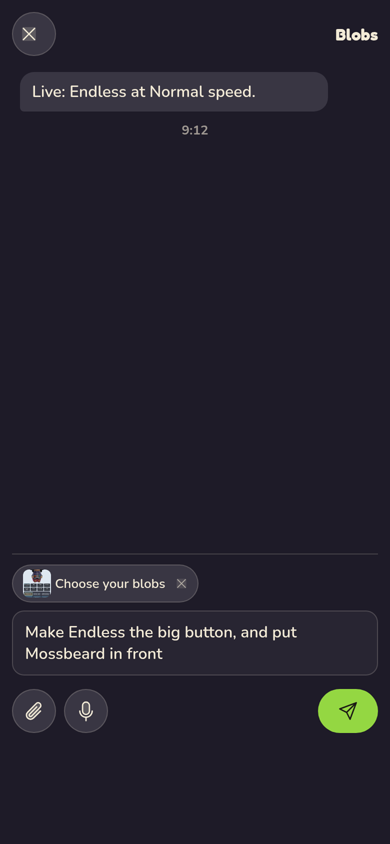 Blobs
Live: Endless at Normal speed.
9:12
Choose your blobs
Make Endless the big button, and put
Mossbeard in front